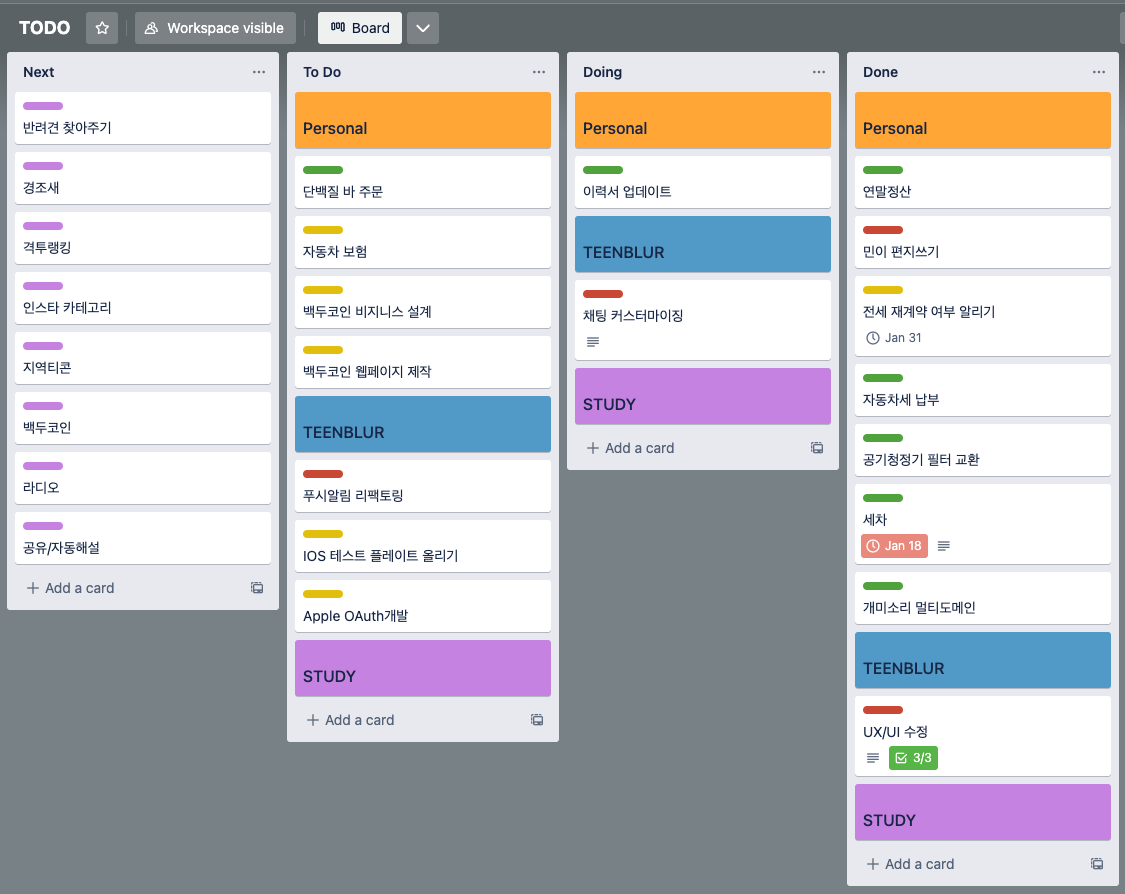 TODO
Workspace visible
Board
Next
반려견 찾아주기
경조새
격투랭킹
인스타 카테고리
지역티콘
백두코인
라디오
공유/자동해설
Add a card
To Do
Personal
단백질 바 주문
자동차 보험
백두코인 비지니스 설계
백두코인 웹페이지 제작
TEENBLUR
푸시알림 리팩토링
IOS 테스트 플레이트 올리기
Apple OAuth개발
STUDY
Add a card
Doing
Personal
이력서 업데이트
TEENBLUR
채팅 커스터마이징
STUDY
Add a card
Done
Personal
연말정산
민이 편지쓰기
전세 재계약 여부 알리기
Jan 31
자동차세 납부
공기청정기 필터 교환
세차
Jan 18
개미소리 멀티도메인
TEENBLUR
UX/UI 수정
3/3
STUDY
Add a card